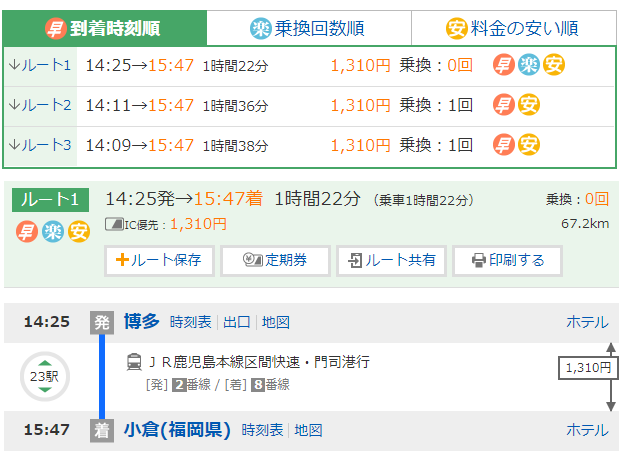 早 到着時刻順 楽 乗換回数順 安 料金の安い順
↓ルート1 14:25→15:47 1時間22分 1,310円 乗換：0回 早 楽 安
↓ルート2 14:11→15:47 1時間36分 1,310円 乗換：1回 早 安
↓ルート3 14:09→15:47 1時間38分 1,310円 乗換：1回 早 安
ルート1 14:25発→15:47着 1時間22分 （乗車1時間22分） 乗換：0回
早 楽 安 IC優先：1,310円 67.2km
ルート保存 定期券 ルート共有 印刷する
14:25 発 博多 時刻表 出口 地図 ホテル
23駅 ＪＲ鹿児島本線区間快速・門司港行 1,310円
[発] 2番線 / [着] 8番線
15:47 着 小倉(福岡県) 時刻表 地図 ホテル